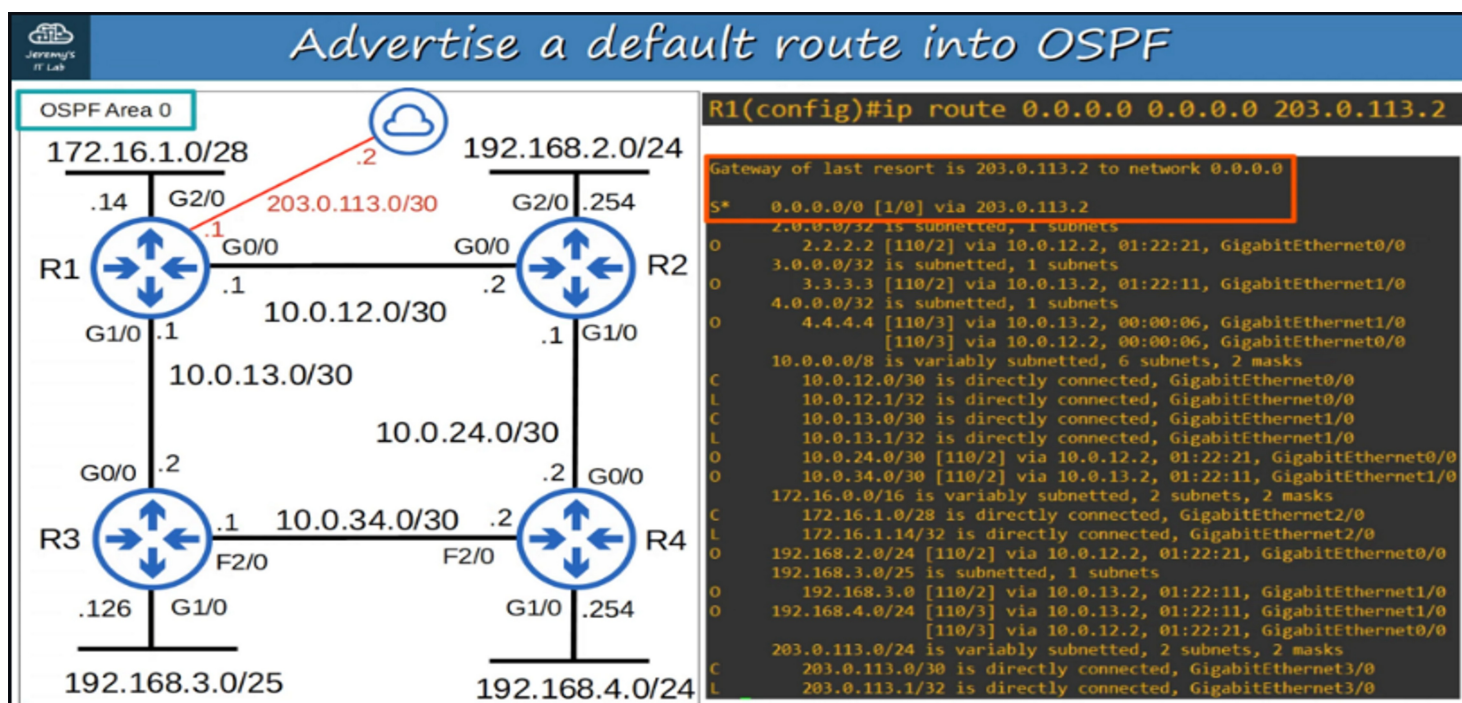 Jeremy's
IT Lab
Advertise a default route into OSPF
OSPF Area 0
172.16.1.0/28
192.168.2.0/24
.2
.14
G2/0
203.0.113.0/30
G2/0
.254
.1
G0/0
G0/0
R1
R2
.1
.2
10.0.12.0/30
G1/0
.1
.1
G1/0
10.0.13.0/30
10.0.24.0/30
G0/0
.2
.2
G0/0
R3
.1
10.0.34.0/30
.2
R4
F2/0
F2/0
.126
G1/0
G1/0
.254
192.168.3.0/25
192.168.4.0/24
R1(config)#ip route 0.0.0.0 0.0.0.0 203.0.113.2
Gateway of last resort is 203.0.113.2 to network 0.0.0.0
S* 0.0.0.0/0 [1/0] via 203.0.113.2
2.0.0.0/32 is subnetted, 1 subnets
O 2.2.2.2 [110/2] via 10.0.12.2, 01:22:21, GigabitEthernet0/0
3.0.0.0/32 is subnetted, 1 subnets
O 3.3.3.3 [110/2] via 10.0.13.2, 01:22:11, GigabitEthernet1/0
4.0.0.0/32 is subnetted, 1 subnets
O 4.4.4.4 [110/3] via 10.0.13.2, 00:00:06, GigabitEthernet1/0
[110/3] via 10.0.12.2, 00:00:06, GigabitEthernet0/0
10.0.0.0/8 is variably subnetted, 6 subnets, 2 masks
C 10.0.12.0/30 is directly connected, GigabitEthernet0/0
L 10.0.12.1/32 is directly connected, GigabitEthernet0/0
C 10.0.13.0/30 is directly connected, GigabitEthernet1/0
L 10.0.13.1/32 is directly connected, GigabitEthernet1/0
O 10.0.24.0/30 [110/2] via 10.0.12.2, 01:22:21, GigabitEthernet0/0
O 10.0.34.0/30 [110/2] via 10.0.13.2, 01:22:11, GigabitEthernet1/0
172.16.0.0/16 is variably subnetted, 2 subnets, 2 masks
C 172.16.1.0/28 is directly connected, GigabitEthernet2/0
L 172.16.1.14/32 is directly connected, GigabitEthernet2/0
O 192.168.2.0/24 [110/2] via 10.0.12.2, 01:22:21, GigabitEthernet0/0
192.168.3.0/25 is subnetted, 1 subnets
O 192.168.3.0 [110/2] via 10.0.13.2, 01:22:11, GigabitEthernet1/0
O 192.168.4.0/24 [110/3] via 10.0.13.2, 01:22:11, GigabitEthernet1/0
[110/3] via 10.0.12.2, 01:22:21, GigabitEthernet0/0
203.0.113.0/24 is variably subnetted, 2 subnets, 2 masks
C 203.0.113.0/30 is directly connected, GigabitEthernet3/0
L 203.0.113.1/32 is directly connected, GigabitEthernet3/0